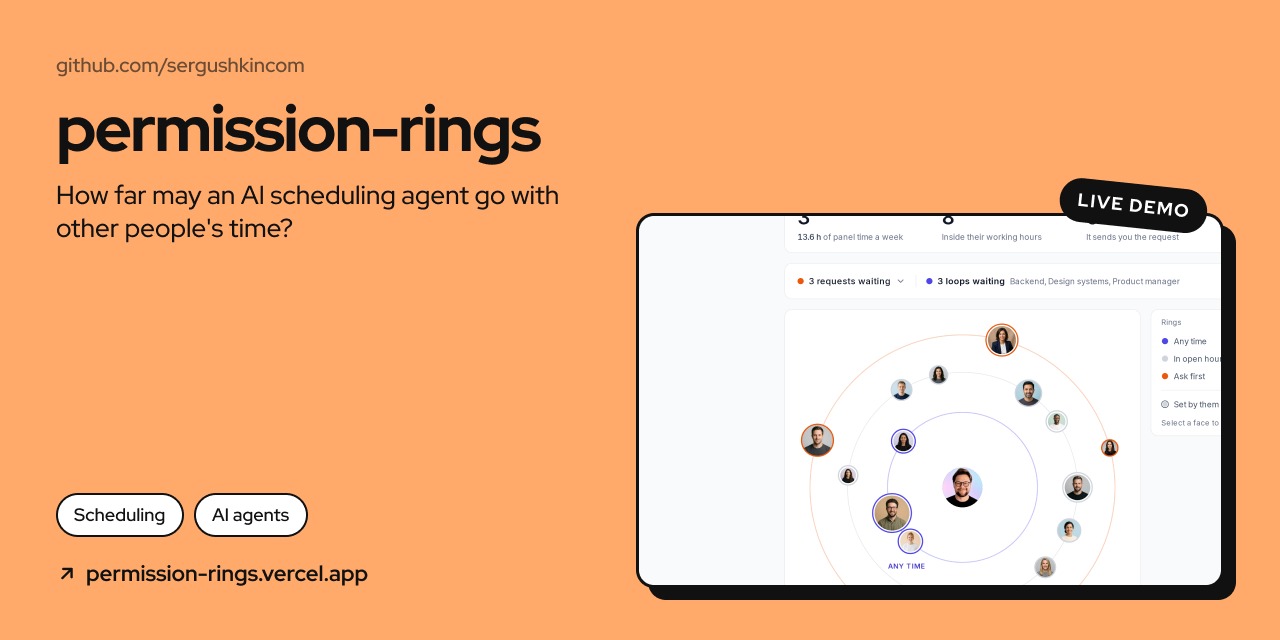 github.com/sergushkincom
permission-rings
How far may an AI scheduling agent go with
other people's time?
LIVE DEMO
13.6 h of panel time a week
Inside their working hours
It sends you the request
3 requests waiting
3 loops waiting Backend, Design systems, Product manager
Rings
Any time
In open hour
Ask first
Set by them
Select a face to
ANY TIME
Scheduling
AI agents
permission-rings.vercel.app